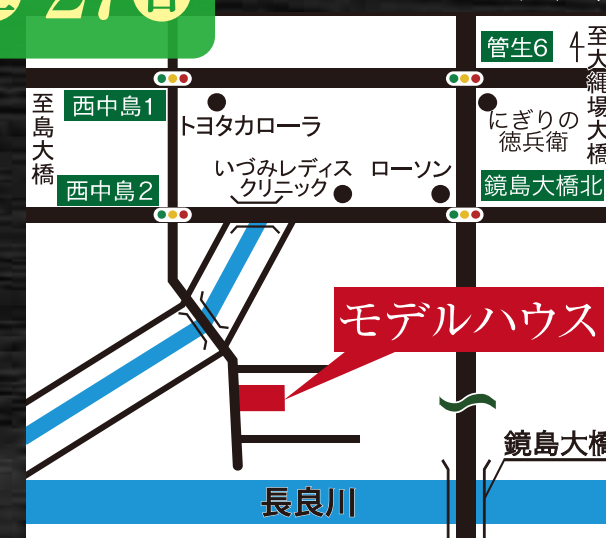 27日
管生6
至大縄場大橋
至島大橋
西中島1
トヨタカローラ
にぎりの
徳兵衛
西中島2
いづみレディス
クリニック
ローソン
鏡島大橋北
モデルハウス
鏡島大橋
長良川